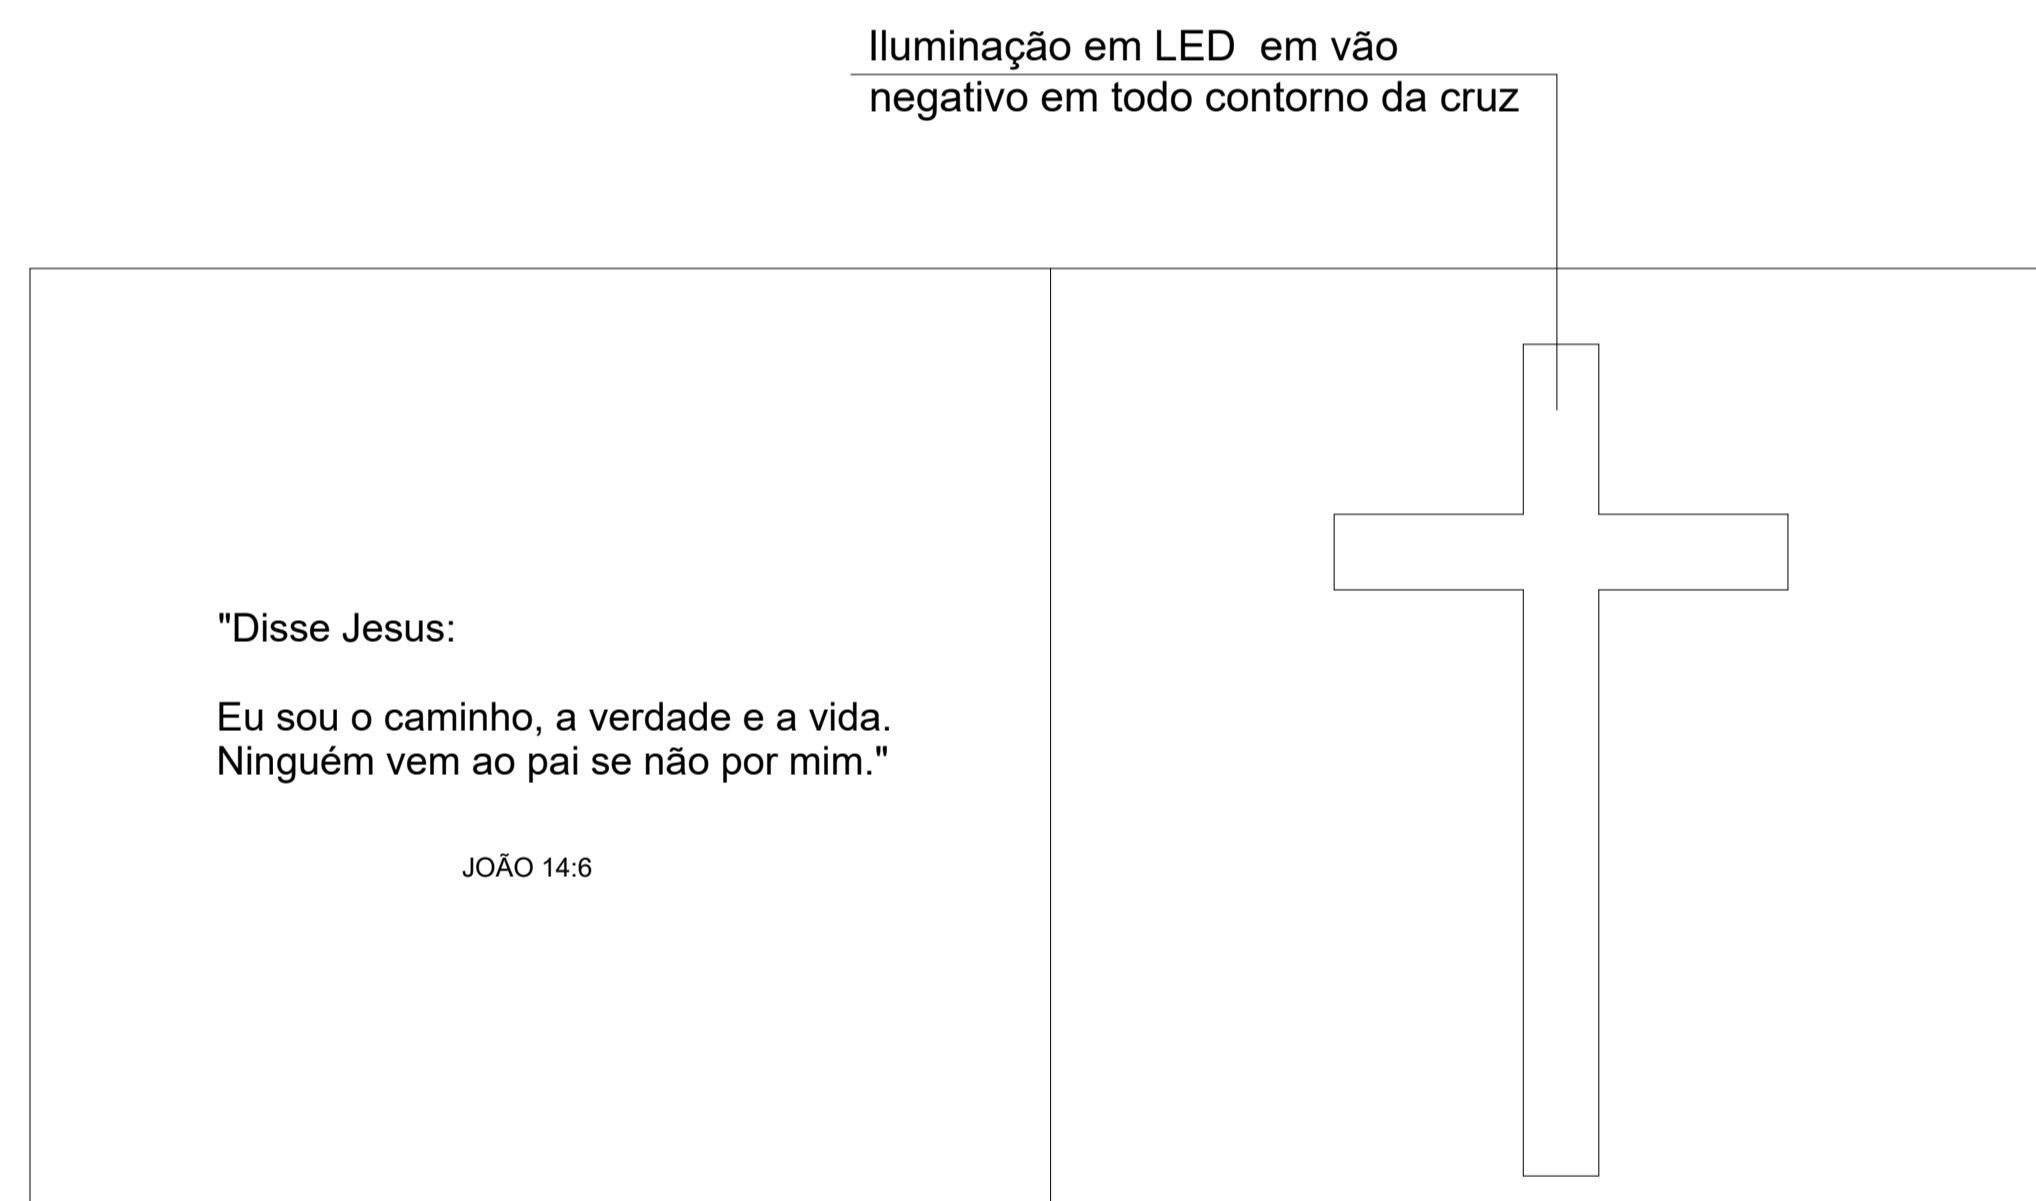 Iluminação em LED  em vão
negativo em todo contorno da cruz
"Disse Jesus:
Eu sou o caminho, a verdade e a vida.
Ninguém vem ao pai se não por mim."
JOÃO 14:6